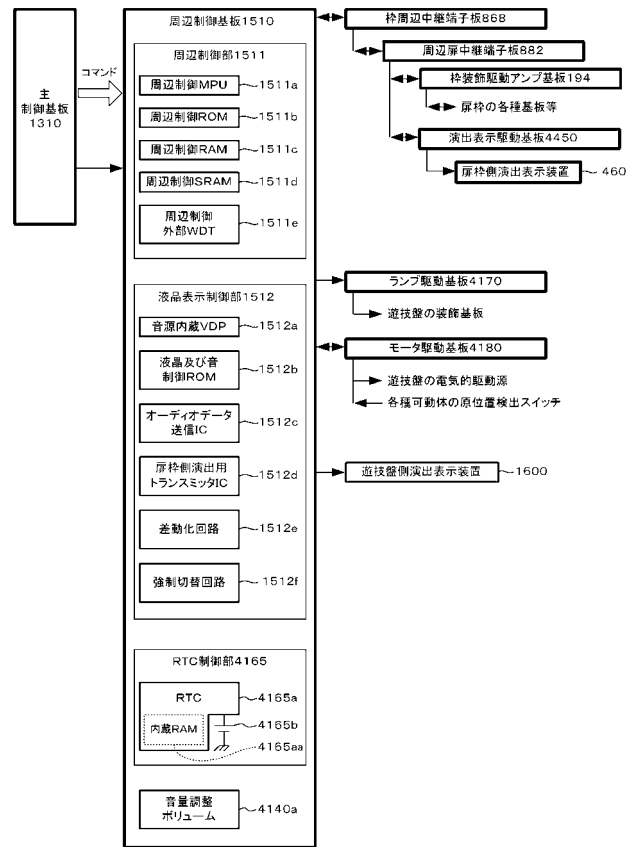 主
制御基板
1310
コマンド
周辺制御基板1510
周辺制御部1511
周辺制御MPU
1511a
周辺制御ROM
1511b
周辺制御RAM
1511c
周辺制御SRAM
1511d
周辺制御
外部WDT
1511e
液晶表示制御部1512
音源内蔵VDP
1512a
液晶及び音
制御ROM
1512b
オーディオデータ
送信IC
1512c
扉枠側演出用
トランスミッタIC
1512d
差動化回路
1512e
強制切替回路
1512f
RTC制御部4165
RTC
4165a
内蔵RAM
4165b
4165aa
音量調整
ボリューム
4140a
枠周辺中継端子板868
周辺扉中継端子板882
枠装飾駆動アンプ基板194
扉枠の各種基板等
演出表示駆動基板4450
扉枠側演出表示装置
460
ランプ駆動基板4170
遊技盤の装飾基板
モータ駆動基板4180
遊技盤の電気的駆動源
各種可動体の原位置検出スイッチ
遊技盤側演出表示装置
1600